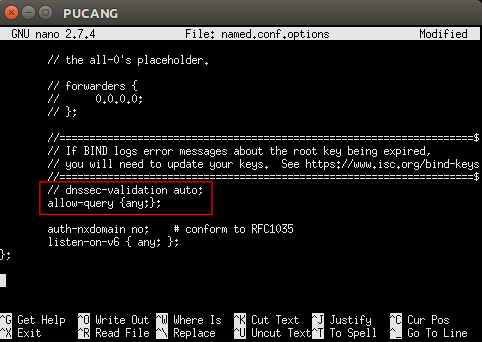 PUCANG
GNU nano 2.7.4 File: named.conf.options Modified
// the all-0's placeholder.
// forwarders {
// 0.0.0.0;
// };
//=====================================================================$
// If BIND logs error messages about the root key being expired,
// you will need to update your keys. See https://www.isc.org/bind-keys
//=====================================================================$
// dnssec-validation auto;
allow-query {any;};
auth-nxdomain no; # conform to RFC1035
listen-on-v6 { any; };
};
^G Get Help ^O Write Out ^W Where Is ^K Cut Text ^J Justify ^C Cur Pos
^X Exit ^R Read File ^\ Replace ^U Uncut Text ^T To Spell ^_ Go To Line